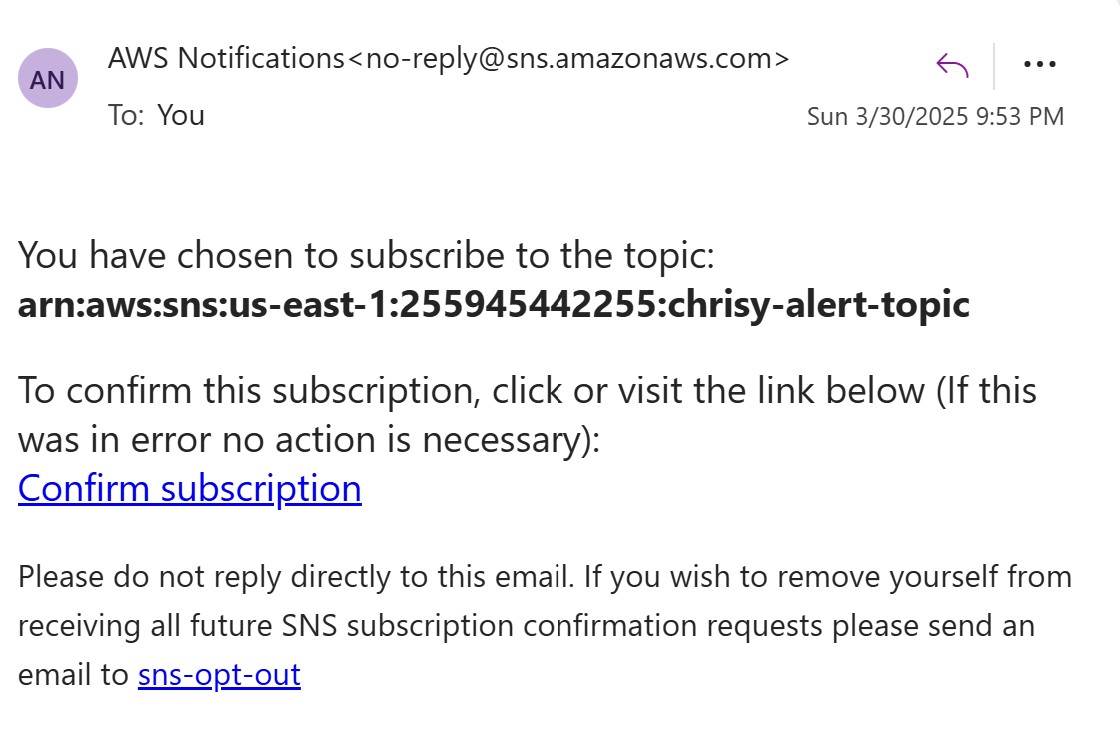 AN
AWS Notifications<no-reply@sns.amazonaws.com>
To: You
Sun 3/30/2025 9:53 PM
You have chosen to subscribe to the topic:
arn:aws:sns:us-east-1:255945442255:chrisy-alert-topic
To confirm this subscription, click or visit the link below (If this
was in error no action is necessary):
Confirm subscription
Please do not reply directly to this email. If you wish to remove yourself from
receiving all future SNS subscription confirmation requests please send an
email to sns-opt-out